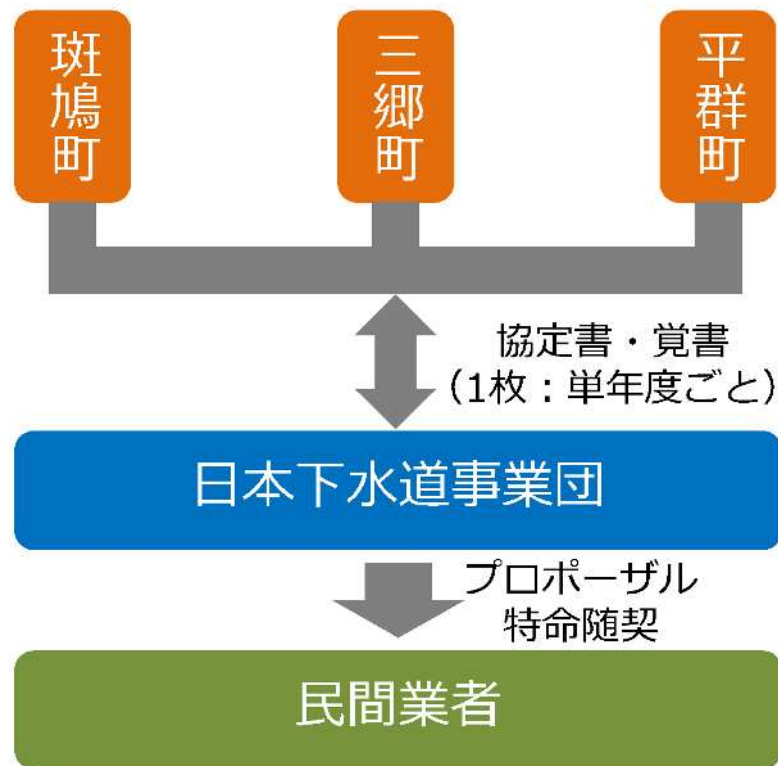 斑鳩町
三郷町
平群町
協定書・覚書
（1枚：単年度ごと）
日本下水道事業団
プロポーザル
特命随契
民間業者